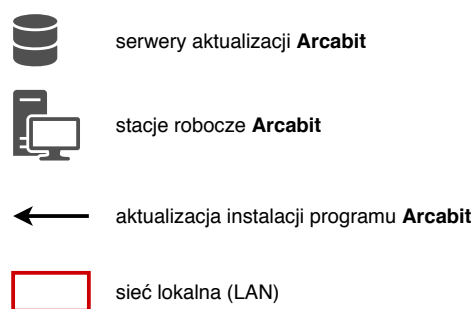 serwery aktualizacji Arcabit
stacje robocze Arcabit
aktualizacja instalacji programu Arcabit
sieć lokalna (LAN)